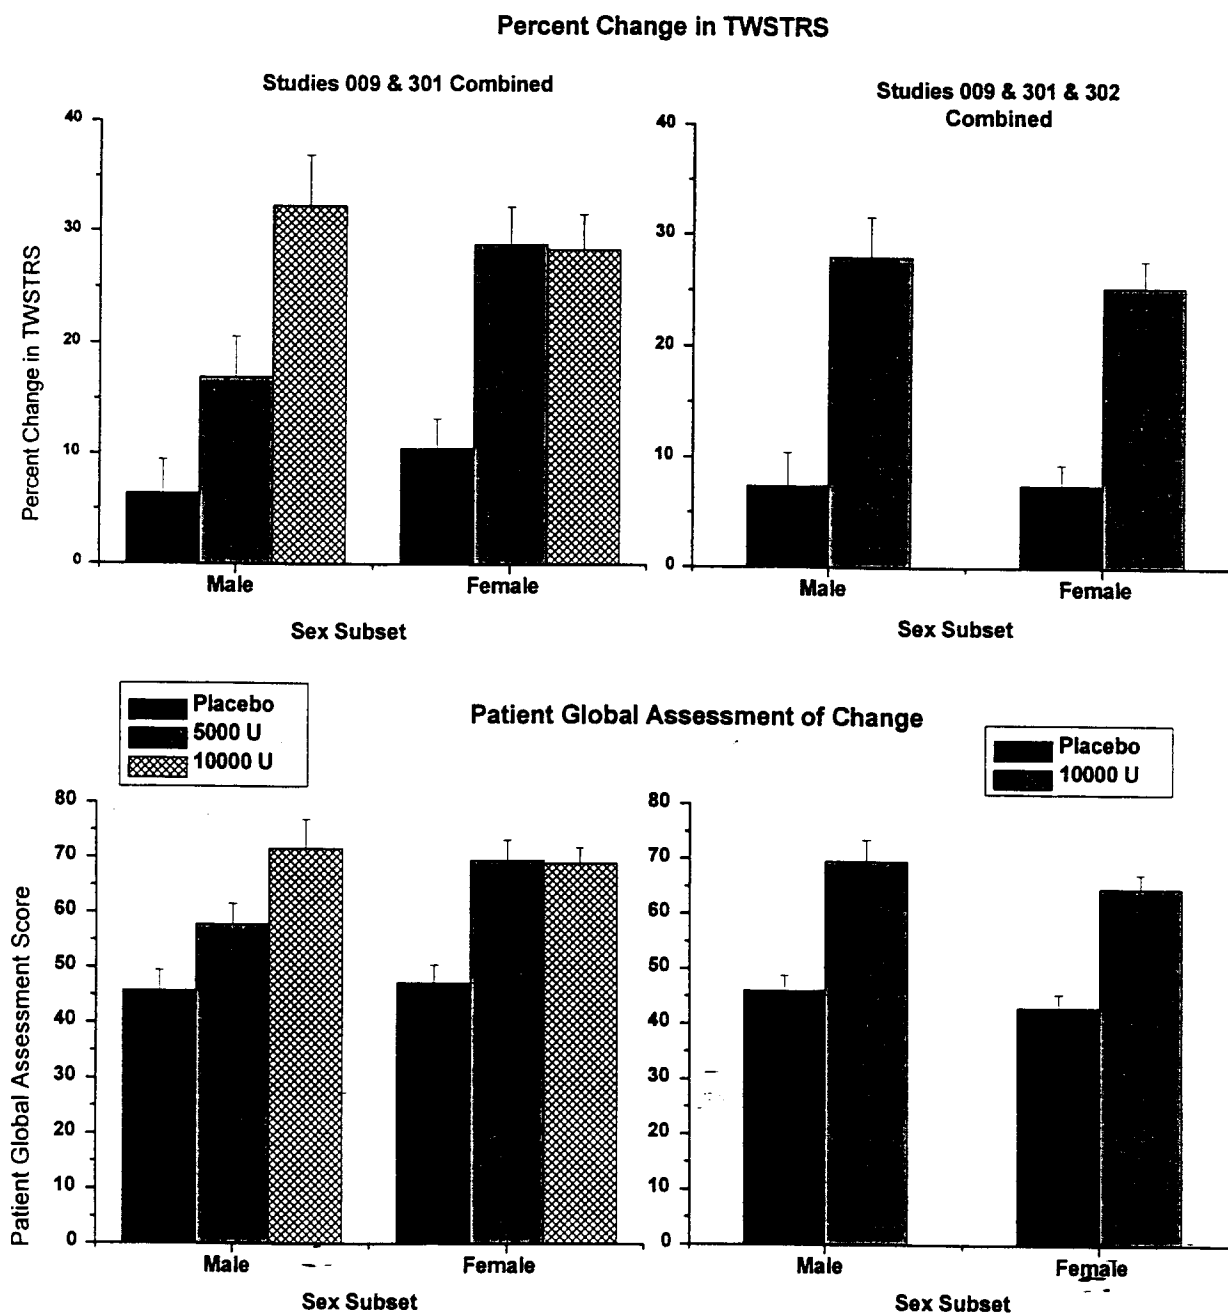 Percent Change in TWSTRS
Studies 009 & 301 Combined
Percent Change in TWSTRS
40
30
20
10
0
Male Female
Sex Subset
Studies 009 & 301 & 302
Combined
40
30
20
10
0
Male Female
Sex Subset
Placebo
5000 U
10000 U
Patient Global Assessment of Change
Placebo
10000 U
Patient Global Assessment Score
80
70
60
50
40
30
20
10
0
Male Female
Sex Subset
80
70
60
50
40
30
20
10
0
Male Female
Sex Subset